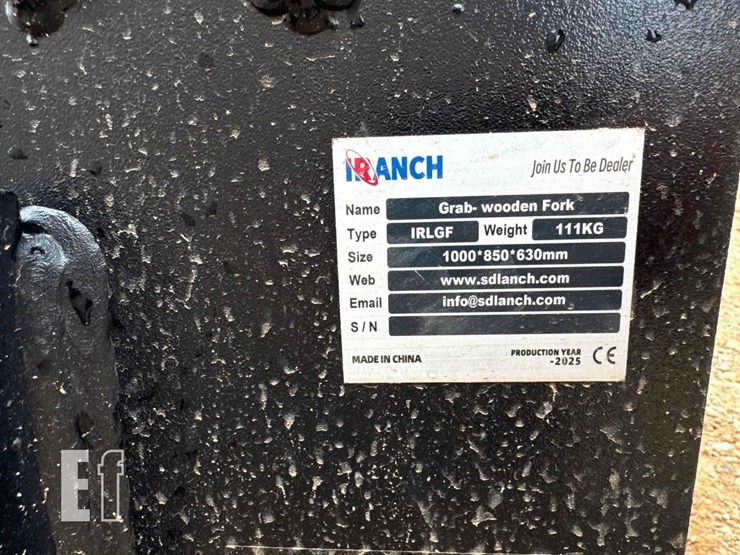 IRANCH Join Us To Be Dealer
Name Grab- wooden Fork
Type IRLGF Weight 111KG
Size 1000*850*630mm
Web www.sdlanch.com
Email info@sdlanch.com
S / N
MADE IN CHINA PRODUCTION YEAR -2025 CE
Ef